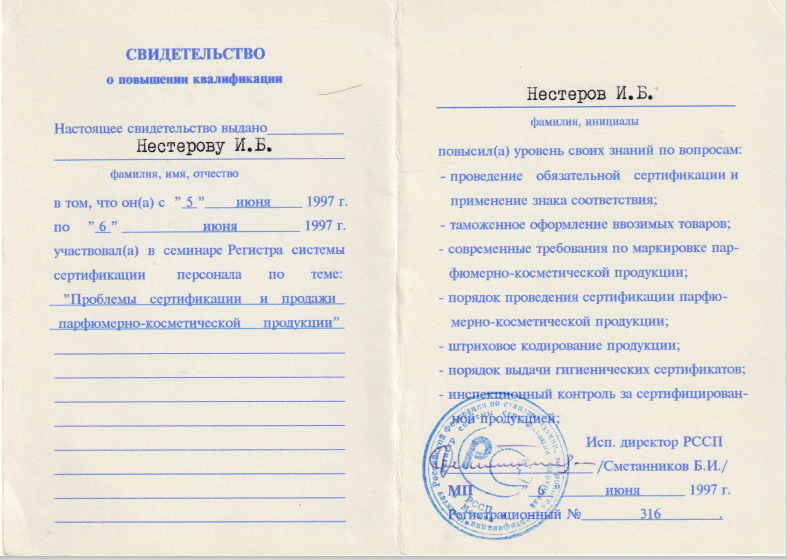 СВИДЕТЕЛЬСТВО
о повышении квалификации
Настоящее свидетельство выдано
Нестерову И.Б.
фамилия, имя, отчество
в том, что он(а) с ”5” июня 1997 г.
по ”6” июня 1997 г.
участвовал(а) в семинаре Регистра системы
сертификации персонала по теме:
”Проблемы сертификации и продажи
парфюмерно-косметической продукции”
Нестеров И.Б.
фамилия, инициалы
повысил(а) уровень своих знаний по вопросам:
- проведение обязательной сертификации и
применение знака соответствия;
- таможенное оформление ввозимых товаров;
- современные требования по маркировке пар-
фюмерно-косметической продукции;
- порядок проведения сертификации парфю-
мерно-косметической продукции;
- штриховое кодирование продукции;
- порядок выдачи гигиенических сертификатов;
- инспекционный контроль за сертифицирован-
ной продукцией;
Исп. директор РССП
/Сметанников Б.И./
МП ” 6 июня 1997 г.
Регистрационный № 316 .
РССП